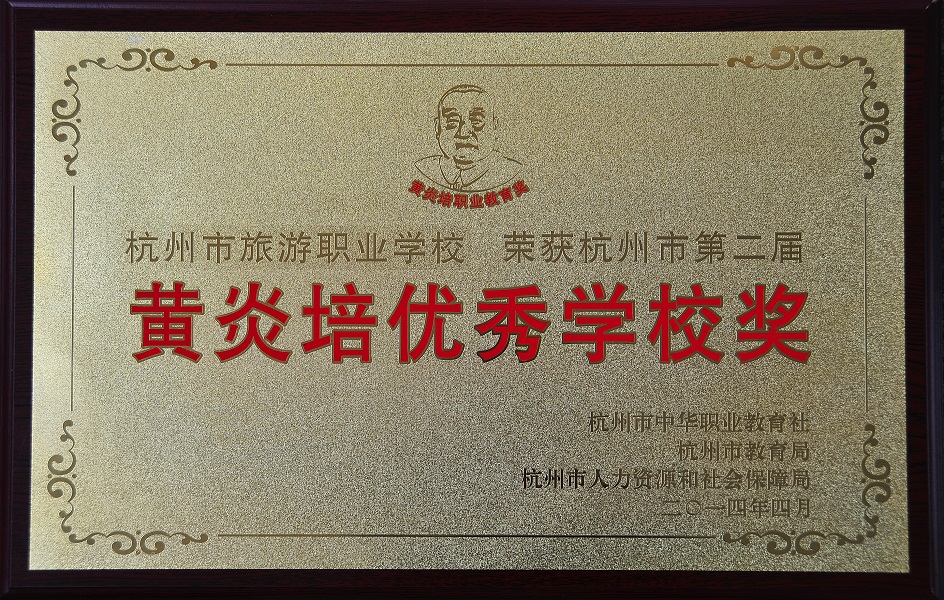 黄炎培职业教育奖
杭州市旅游职业学校 荣获杭州市第二届
黄炎培优秀学校奖
杭州市中华职业教育社
杭州市教育局
杭州市人力资源和社会保障局
二〇一四年四月